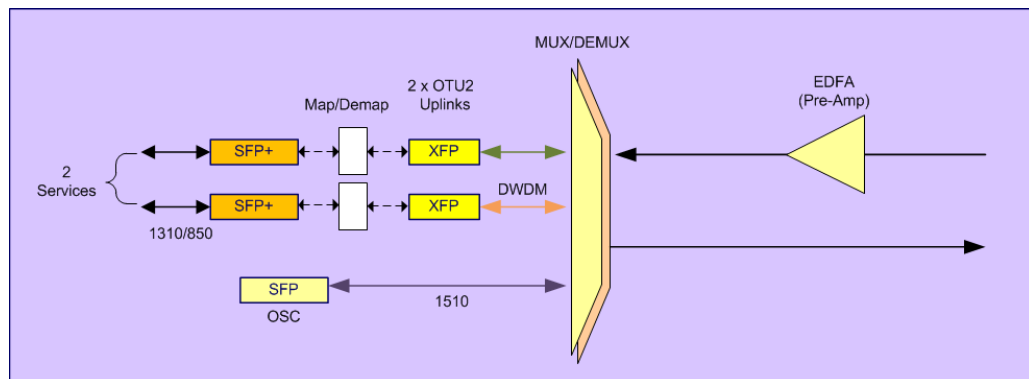 MUX/DEMUX
EDFA
(Pre-Amp)
2 x OTU2
Uplinks
Map/Demap
SFP+
XFP
2
Services
SFP+
XFP
DWDM
1310/850
SFP
1510
OSC